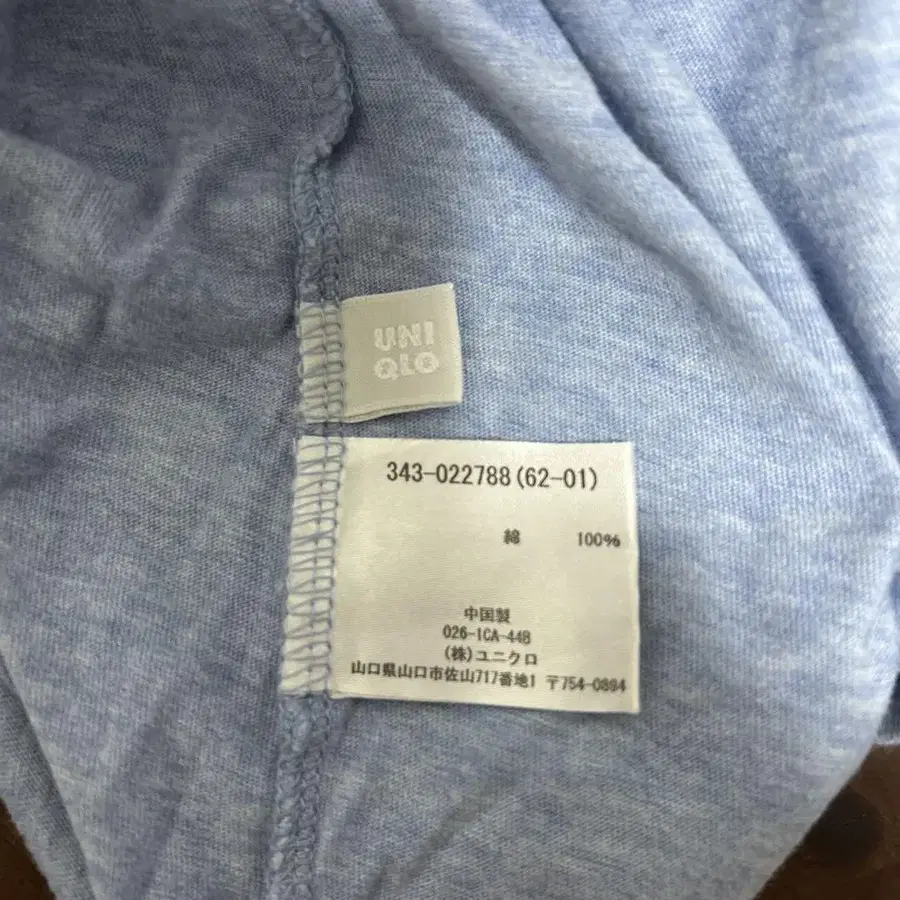 UNI
QLO
343-022788(62-01)
綿 100%
中国製
026-1CA-44B
(株)ユニクロ
山口県山口市佐山717番地1 〒754-0894